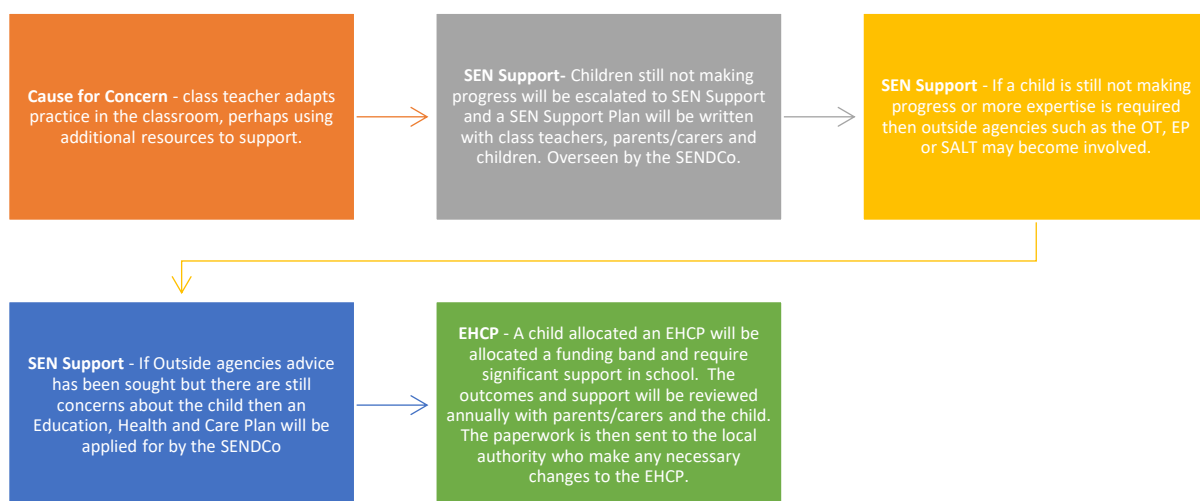 Cause for Concern - class teacher adapts
practice in the classroom, perhaps using
additional resources to support.
SEN Support- Children still not making
progress will be escalated to SEN Support
and a SEN Support Plan will be written
with class teachers, parents/carers and
children. Overseen by the SENDCo.
SEN Support - If a child is still not making
progress or more expertise is required
then outside agencies such as the OT, EP
or SALT may become involved.
SEN Support - If Outside agencies advice
has been sought but there are still
concerns about the child then an
Education, Health and Care Plan will be
applied for by the SENDCo
EHCP - A child allocated an EHCP will be
allocated a funding band and require
significant support in school. The
outcomes and support will be reviewed
annually with parents/carers and the child.
The paperwork is then sent to the local
authority who make any necessary
changes to the EHCP.